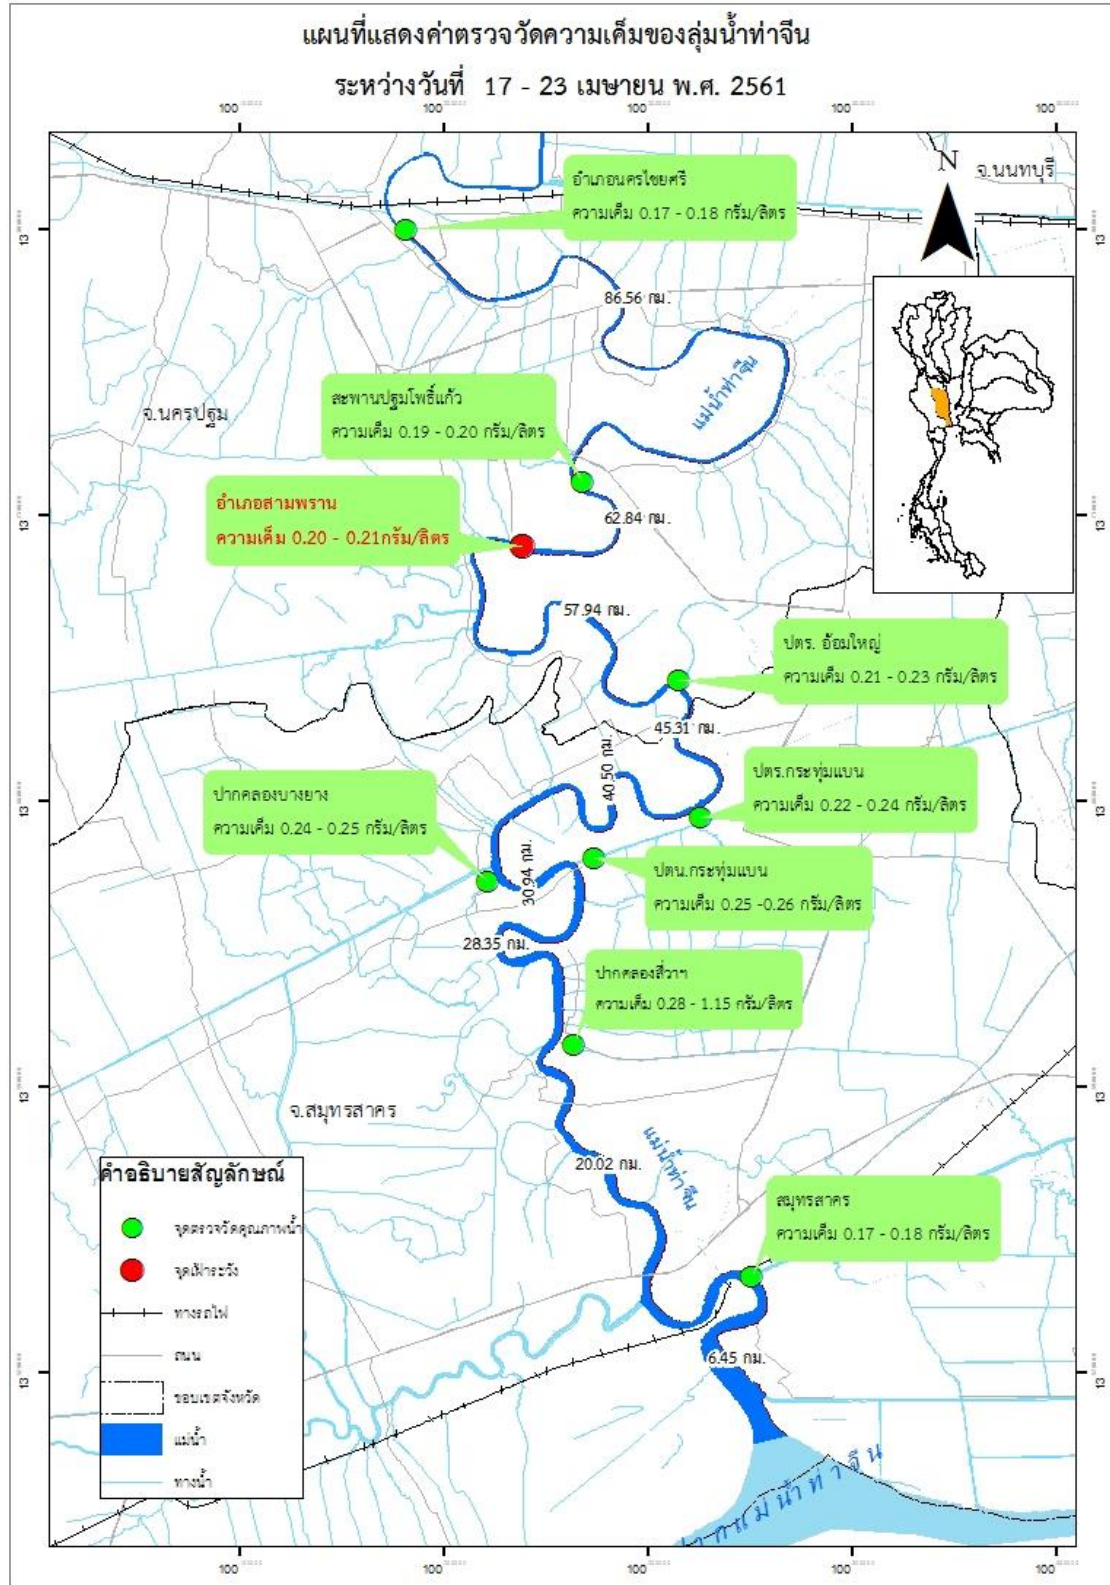 แผนที่แสดงค่าตรวจวัดความเค็มของลุ่มน้ำท่าจีน
ระหว่างวันที่ 17 - 23 เมษายน พ.ศ. 2561
N
จ.นนทบุรี
อำเภอนครไชยศรี
ความเค็ม 0.17 - 0.18 กรัม/ลิตร
86.56 กม.
แม่น้ำท่าจีน
สะพานปฐมโพธิ์แก้ว
ความเค็ม 0.19 - 0.20 กรัม/ลิตร
จ.นครปฐม
62.84 กม.
อำเภอสามพราน
ความเค็ม 0.20 - 0.21กรัม/ลิตร
57.94 กม.
ปตร. อ้อมใหญ่
ความเค็ม 0.21 - 0.23 กรัม/ลิตร
45.31 กม.
40.50 กม.
ปตร.กระทุ่มแบน
ความเค็ม 0.22 - 0.24 กรัม/ลิตร
ปากคลองบางยาง
ความเค็ม 0.24 - 0.25 กรัม/ลิตร
30.94 กม.
ปตน.กระทุ่มแบน
ความเค็ม 0.25 -0.26 กรัม/ลิตร
28.35 กม.
ปากคลองสี่วาฯ
ความเค็ม 0.28 - 1.15 กรัม/ลิตร
จ.สมุทรสาคร
แม่น้ำท่าจีน
20.02 กม.
สมุทรสาคร
ความเค็ม 0.17 - 0.18 กรัม/ลิตร
6.45 กม.
คำอธิบายสัญลักษณ์
จุดตรวจวัดคุณภาพน้ำ
จุดเฝ้าระวัง
ทางรถไฟ
ถนน
ขอบเขตจังหวัด
แม่น้ำ
ทางน้ำ
ากแม่น้ำท่าจีน